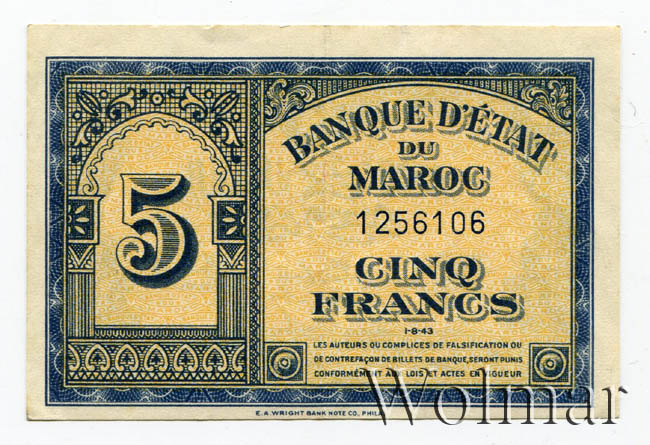 5
BANQUE D'ÉTAT
DU
MAROC
1256106
CINQ
FRANCS
1-8-43
LES AUTEURS OU COMPLICES DE FALSIFICATION OU
DE CONTREFAÇON DE BILLETS DE BANQUE, SERONT PUNIS
CONFORMÉMENT AUX LOIS ET ACTES EN VIGUEUR
E. A. WRIGHT BANK NOTE CO., PHILA
Wolmar